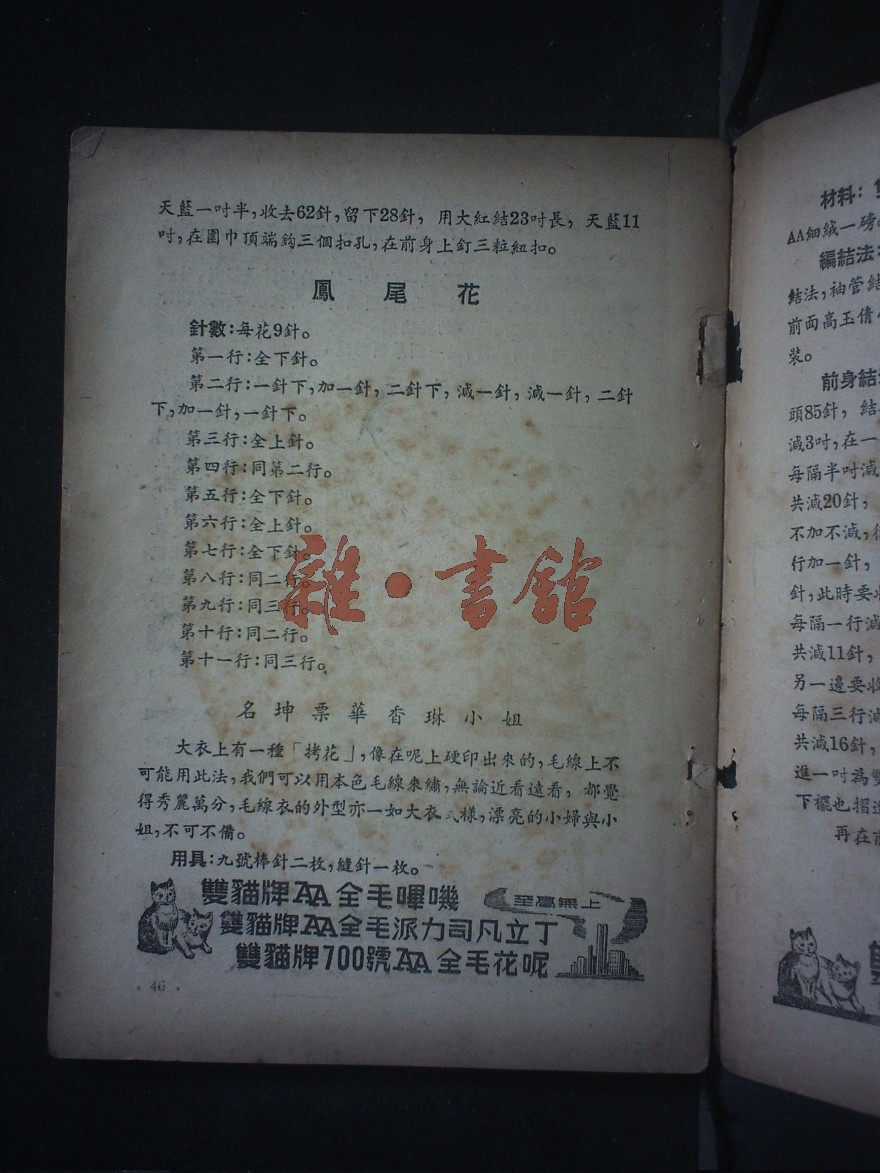 天藍一吋半,收去62針,留下28針, 用大紅結23吋長, 天藍11
吋,在圍巾頂端鈎三個扣孔,在前身上釘三粒紐扣。
鳳尾花
針數:每花9針。
第一行:全下針。
第二行:一針下,加一針, 二針下, 減一針, 減一針, 二針
下,加一針,一針下。
第三行:全上針。
第四行:同第二行。
第五行:全下針。
第六行:全上針。
第七行:全下針。
第八行:同二行。
第九行:同三行。
第十行:同二行。
第十一行:同三行。
雜·書館
名坤票華香琳小姐
大衣上有一種「拷花」,像在呢上硬印出來的,毛線上不
可能用此法,我們可以用本色毛線來繡,無論近看遠看, 都覺
得秀麗萬分,毛線衣的外型亦一如大衣式樣,漂亮的小婦與小
姐,不可不備。
用具:九號棒針二枚,縫針一枚。
雙貓牌AA全毛嗶嘰
至高無上
雙貓牌AA全毛派力司凡立丁
雙貓牌700號AA全毛花呢
·46·
材料:
AA細絨一磅
編結法:
結法,袖管結
前面高玉倩
裝。
前身結
頭85針, 結
減3吋,在一
每隔半吋減
共減20針,
不加不減,
行加一針,
針,此時要
每隔一行減
共減11針,
另一邊要收
每隔三行減
共減16針,
進一吋為雙
下襬也摺進
再在前